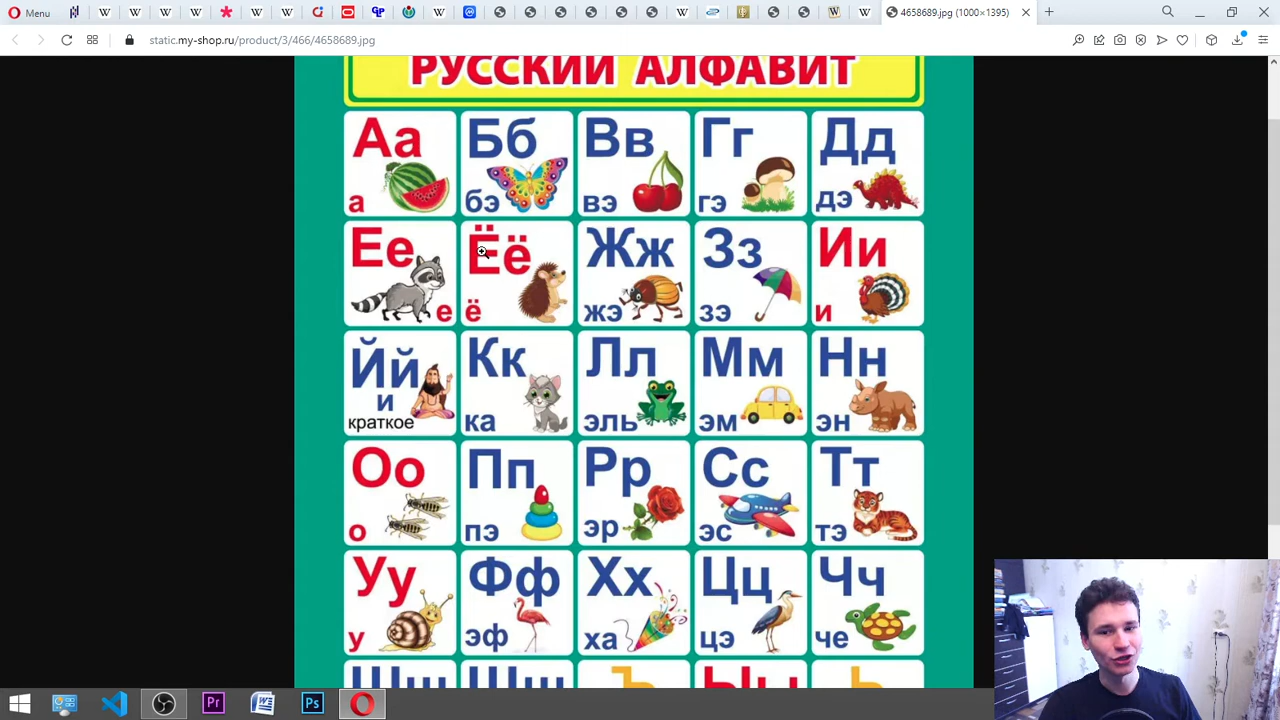 Menu
4658689.jpg (1000×1395)
static.my-shop.ru/product/3/466/4658689.jpg
РУССКИЙ АЛФАВИТ
Аа Бб Вв Гг Дд
а бэ вэ гэ дэ
Ее Ёё Жж Зз Ии
е ё жэ зэ и
Йй Кк Лл Мм Нн
и
краткое ка эль эм эн
Оо Пп Рр Сс Тт
о пэ эр эс тэ
Уу Фф Хх Цц Чч
у эф ха цэ че
Ъ Ыы Ь